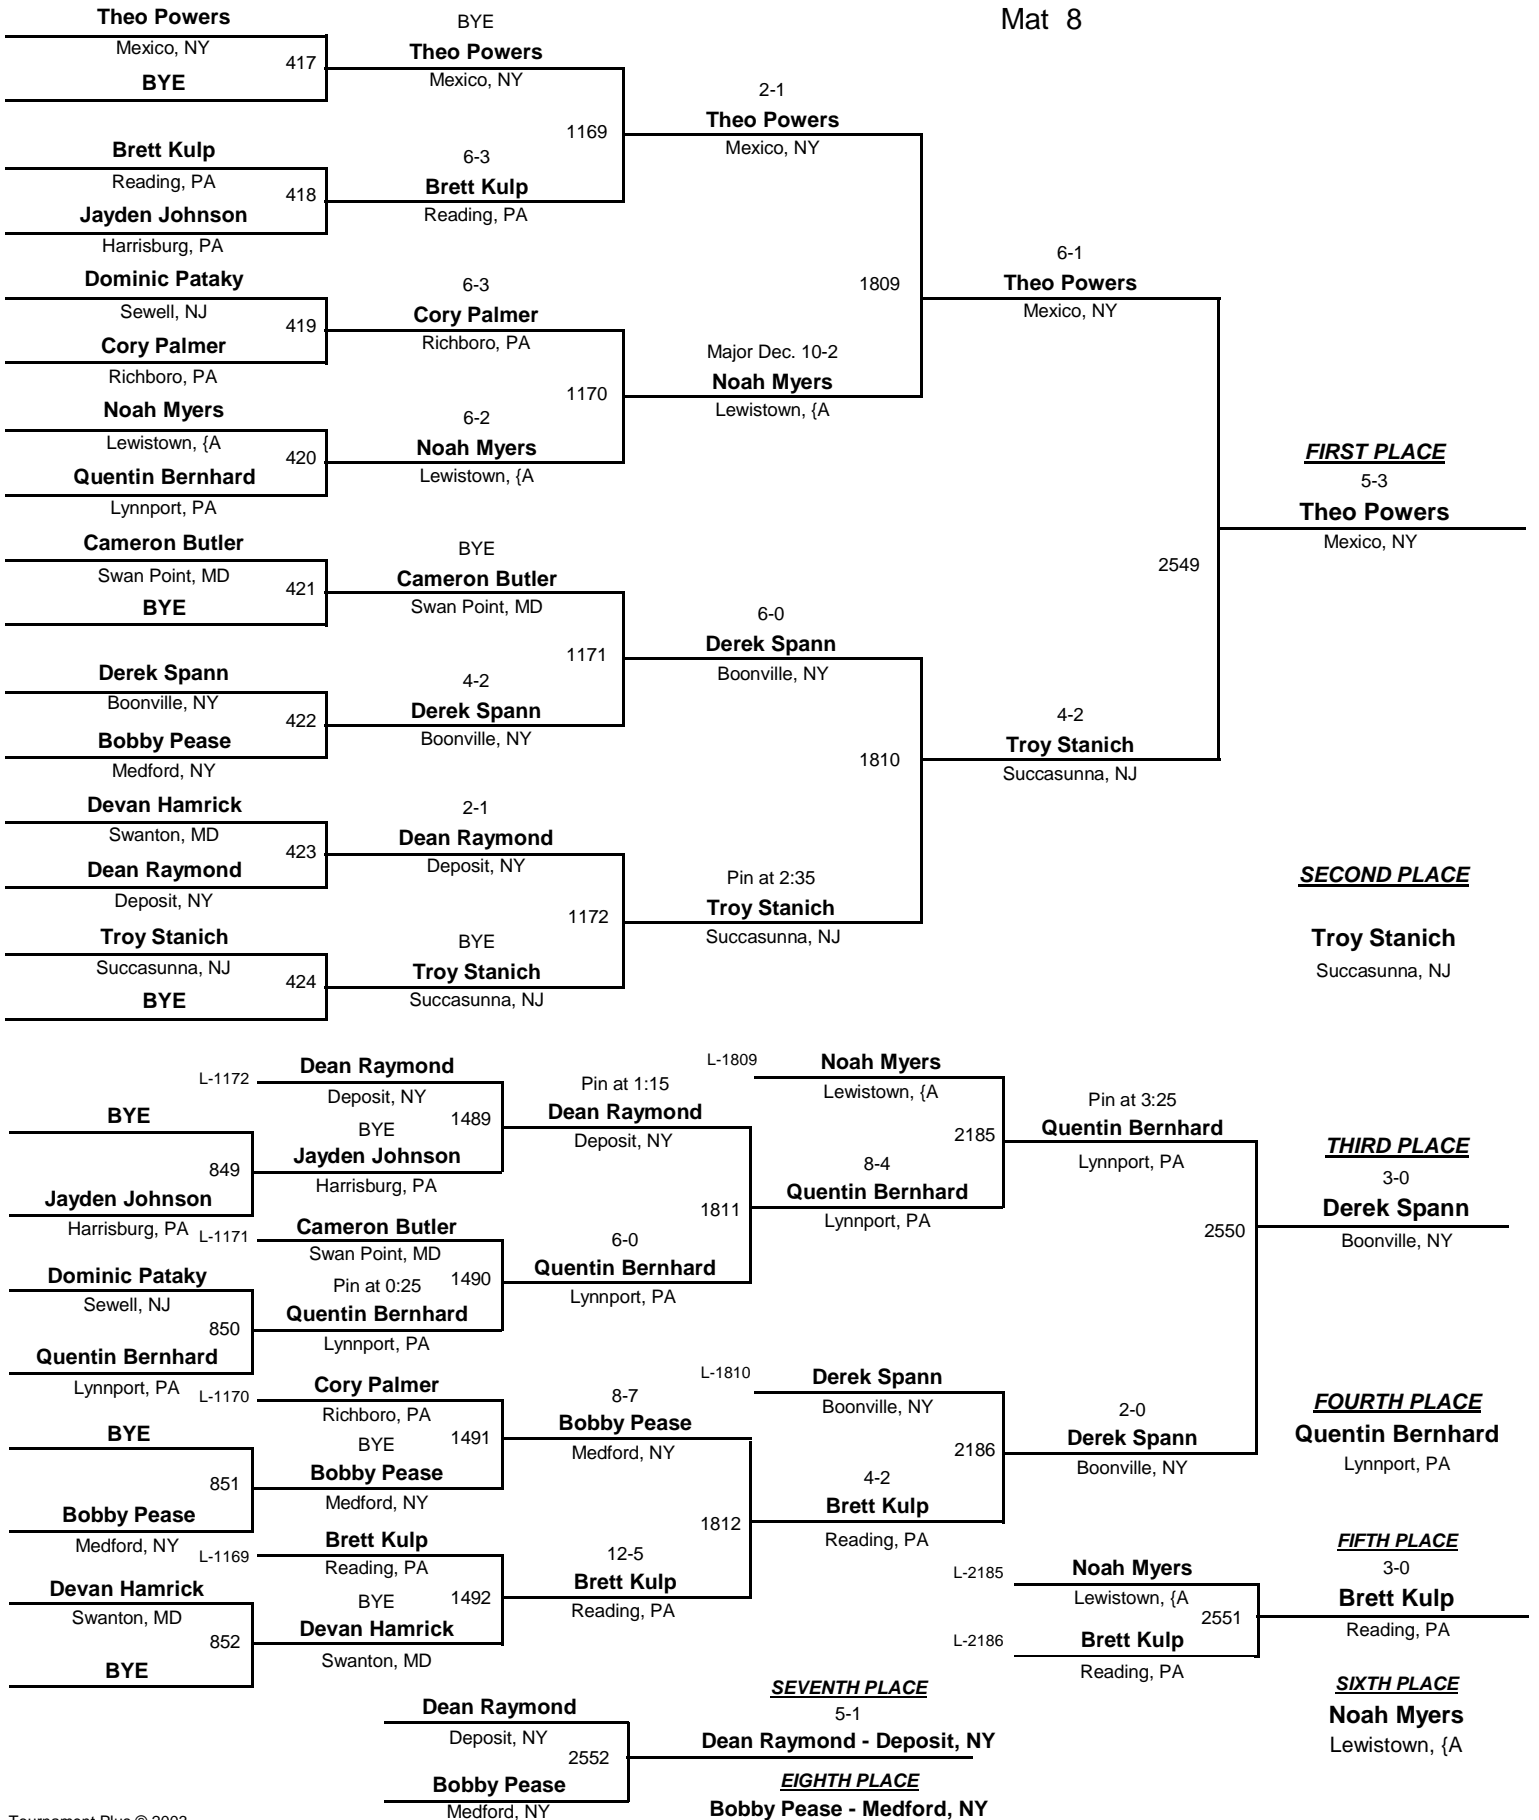 Mat 8
Theo Powers
Mexico, NY
417
BYE
Brett Kulp
Reading, PA
418
Jayden Johnson
Harrisburg, PA
Dominic Pataky
Sewell, NJ
419
Cory Palmer
Richboro, PA
Noah Myers
Lewistown, {A
420
Quentin Bernhard
Lynnport, PA
Cameron Butler
Swan Point, MD
421
BYE
Derek Spann
Boonville, NY
422
Bobby Pease
Medford, NY
Devan Hamrick
Swanton, MD
423
Dean Raymond
Deposit, NY
Troy Stanich
Succasunna, NJ
424
BYE
BYE
Theo Powers
Mexico, NY
1169
6-3
Brett Kulp
Reading, PA
6-3
Cory Palmer
Richboro, PA
1170
6-2
Noah Myers
Lewistown, {A
BYE
Cameron Butler
Swan Point, MD
1171
4-2
Derek Spann
Boonville, NY
2-1
Dean Raymond
Deposit, NY
1172
BYE
Troy Stanich
Succasunna, NJ
2-1
Theo Powers
Mexico, NY
1809
Major Dec. 10-2
Noah Myers
Lewistown, {A
6-0
Derek Spann
Boonville, NY
1810
Pin at 2:35
Troy Stanich
Succasunna, NJ
6-1
Theo Powers
Mexico, NY
2549
4-2
Troy Stanich
Succasunna, NJ
FIRST PLACE
5-3
Theo Powers
Mexico, NY
SECOND PLACE
Troy Stanich
Succasunna, NJ
BYE
849
Jayden Johnson
Harrisburg, PA
Dominic Pataky
Sewell, NJ
850
Quentin Bernhard
Lynnport, PA
BYE
851
Bobby Pease
Medford, NY
Devan Hamrick
Swanton, MD
852
BYE
L-1172
Dean Raymond
Deposit, NY
1489
BYE
Jayden Johnson
Harrisburg, PA
L-1171
Cameron Butler
Swan Point, MD
1490
Pin at 0:25
Quentin Bernhard
Lynnport, PA
L-1170
Cory Palmer
Richboro, PA
1491
BYE
Bobby Pease
Medford, NY
L-1169
Brett Kulp
Reading, PA
1492
BYE
Devan Hamrick
Swanton, MD
Pin at 1:15
Dean Raymond
Deposit, NY
1811
6-0
Quentin Bernhard
Lynnport, PA
8-7
Bobby Pease
Medford, NY
1812
12-5
Brett Kulp
Reading, PA
L-1809
Noah Myers
Lewistown, {A
2185
8-4
Quentin Bernhard
Lynnport, PA
L-1810
Derek Spann
Boonville, NY
2186
4-2
Brett Kulp
Reading, PA
Pin at 3:25
Quentin Bernhard
Lynnport, PA
2550
2-0
Derek Spann
Boonville, NY
THIRD PLACE
3-0
Derek Spann
Boonville, NY
FOURTH PLACE
Quentin Bernhard
Lynnport, PA
L-2185
Noah Myers
Lewistown, {A
2551
L-2186
Brett Kulp
Reading, PA
FIFTH PLACE
3-0
Brett Kulp
Reading, PA
SIXTH PLACE
Noah Myers
Lewistown, {A
Dean Raymond
Deposit, NY
2552
Bobby Pease
Medford, NY
SEVENTH PLACE
5-1
Dean Raymond - Deposit, NY
EIGHTH PLACE
Bobby Pease - Medford, NY